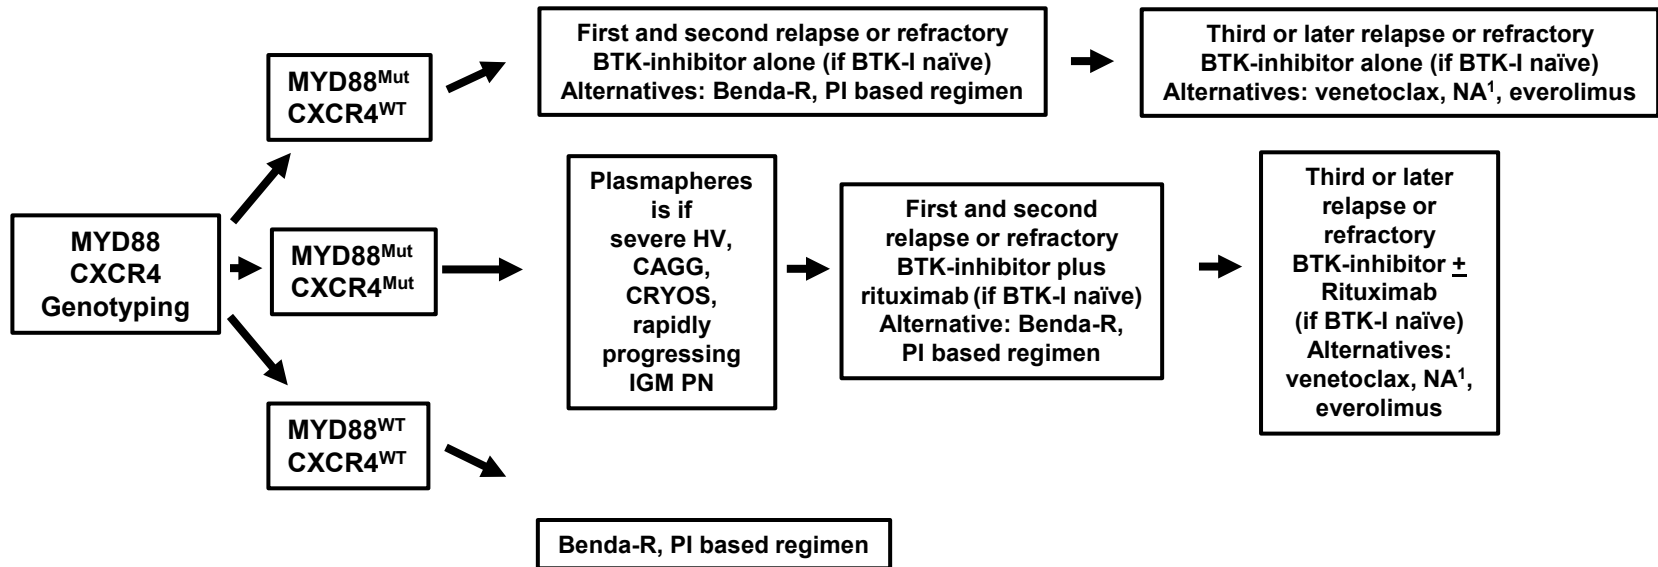 MYD88
CXCR4
Genotyping
MYD88ᴹᵘᵗ
CXCR4ᵂᵀ
First and second relapse or refractory
BTK-inhibitor alone (if BTK-I naïve)
Alternatives: Benda-R, PI based regimen
Third or later relapse or refractory
BTK-inhibitor alone (if BTK-I naïve)
Alternatives: venetoclax, NA¹, everolimus
MYD88ᴹᵘᵗ
CXCR4ᴹᵘᵗ
Plasmapheres
is if
severe HV,
CAGG,
CRYOS,
rapidly
progressing
IGM PN
First and second
relapse or refractory
BTK-inhibitor plus
rituximab (if BTK-I naïve)
Alternative: Benda-R,
PI based regimen
Third or later
relapse or
refractory
BTK-inhibitor ±
Rituximab
(if BTK-I naïve)
Alternatives:
venetoclax, NA¹,
everolimus
MYD88ᵂᵀ
CXCR4ᵂᵀ
Benda-R, PI based regimen